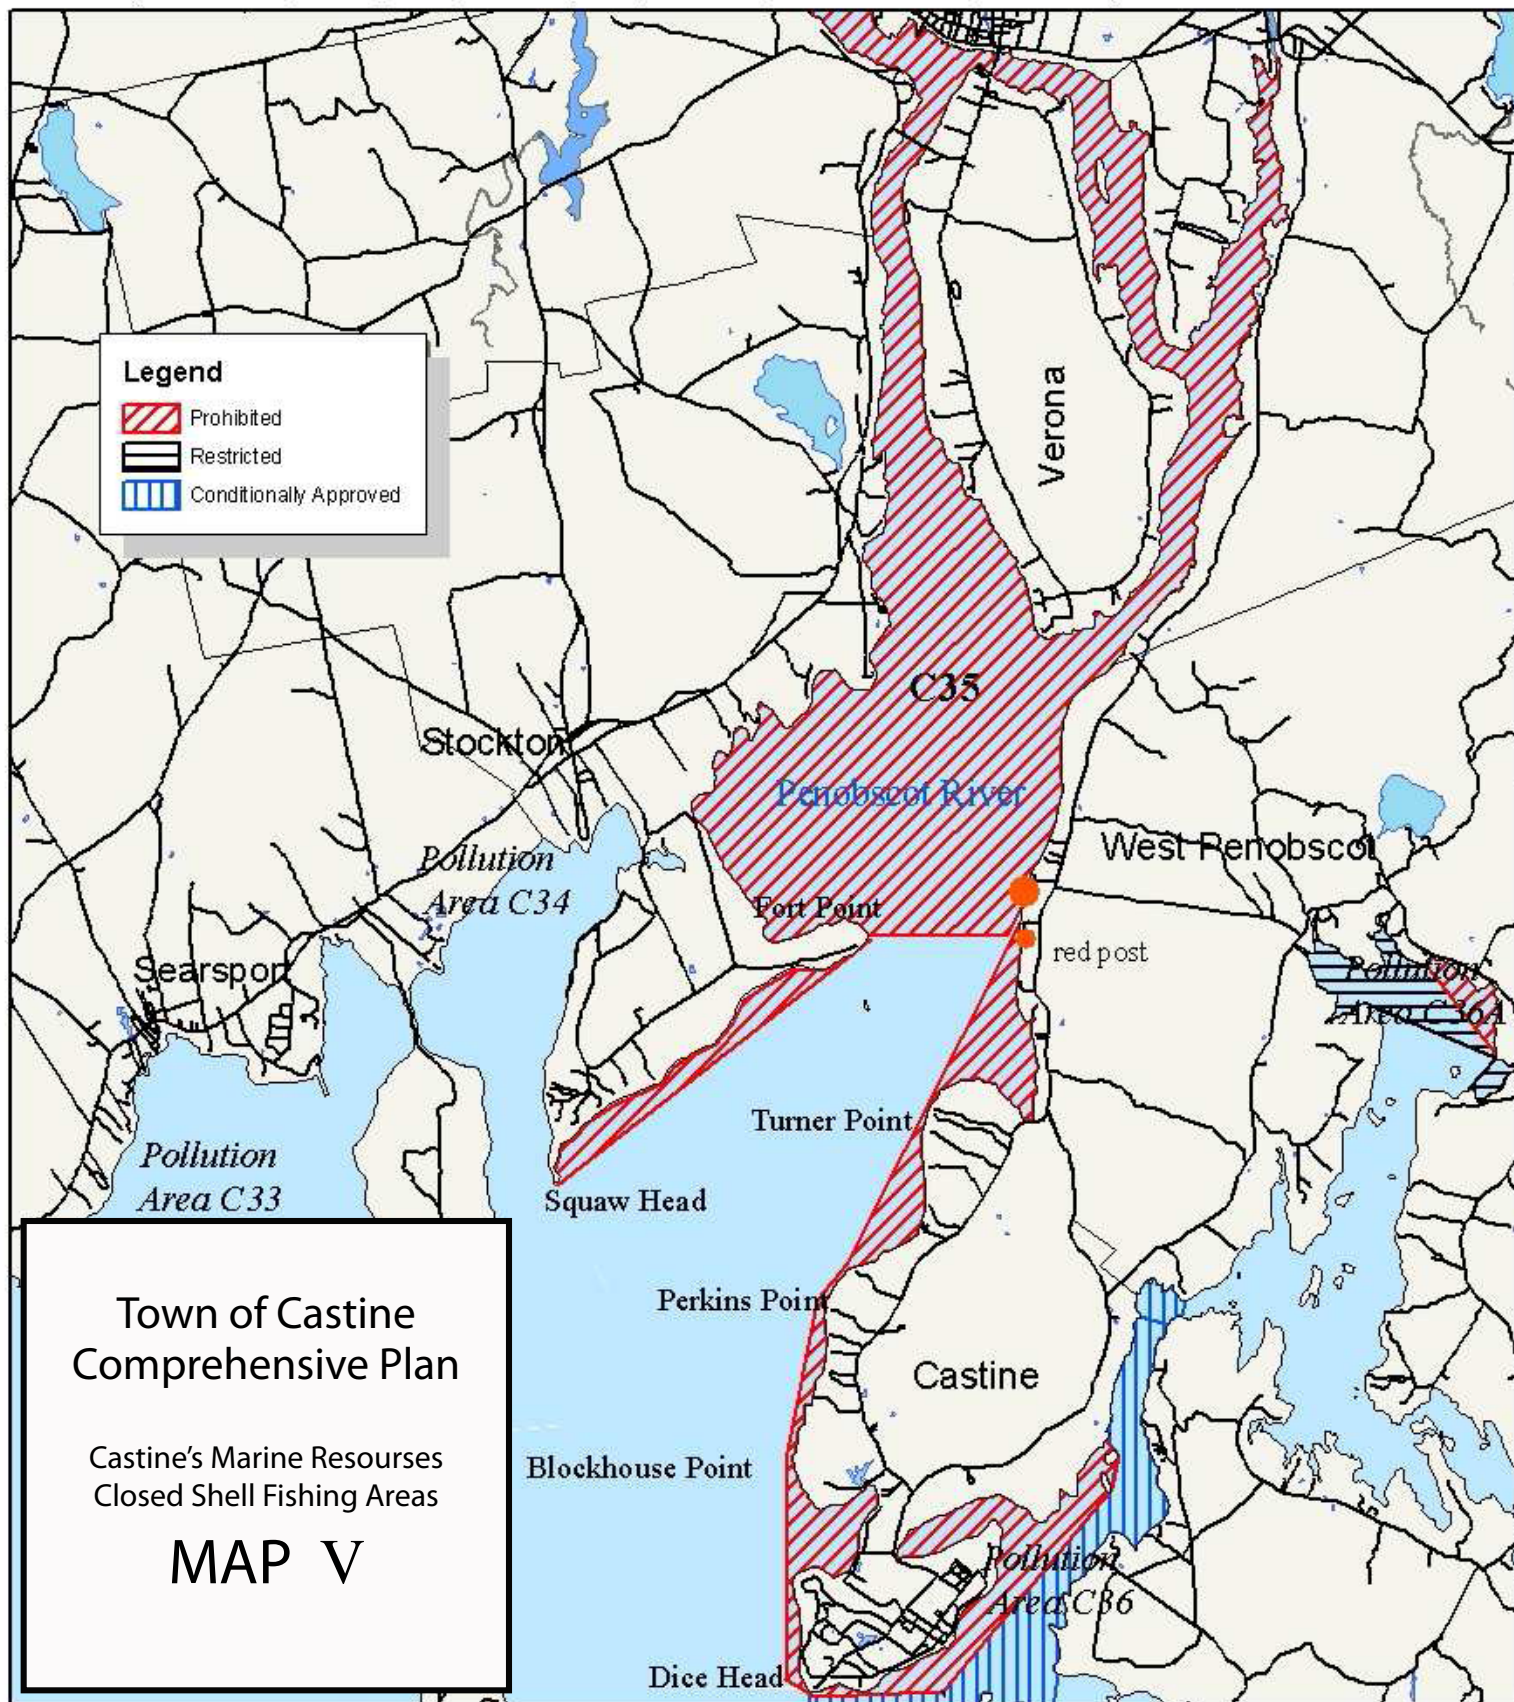 Legend
Prohibited
Restricted
Conditionally Approved
Verona
C35
Stockton
Penobscot River
West Penobscot
Pollution
Area C34
Fort Point
red post
Searsport
Pollution
Area C36A
Turner Point
Pollution
Area C33
Squaw Head
Perkins Point
Castine
Blockhouse Point
Pollution
Area C36
Dice Head
Town of Castine
Comprehensive Plan
Castine's Marine Resourses
Closed Shell Fishing Areas
MAP V